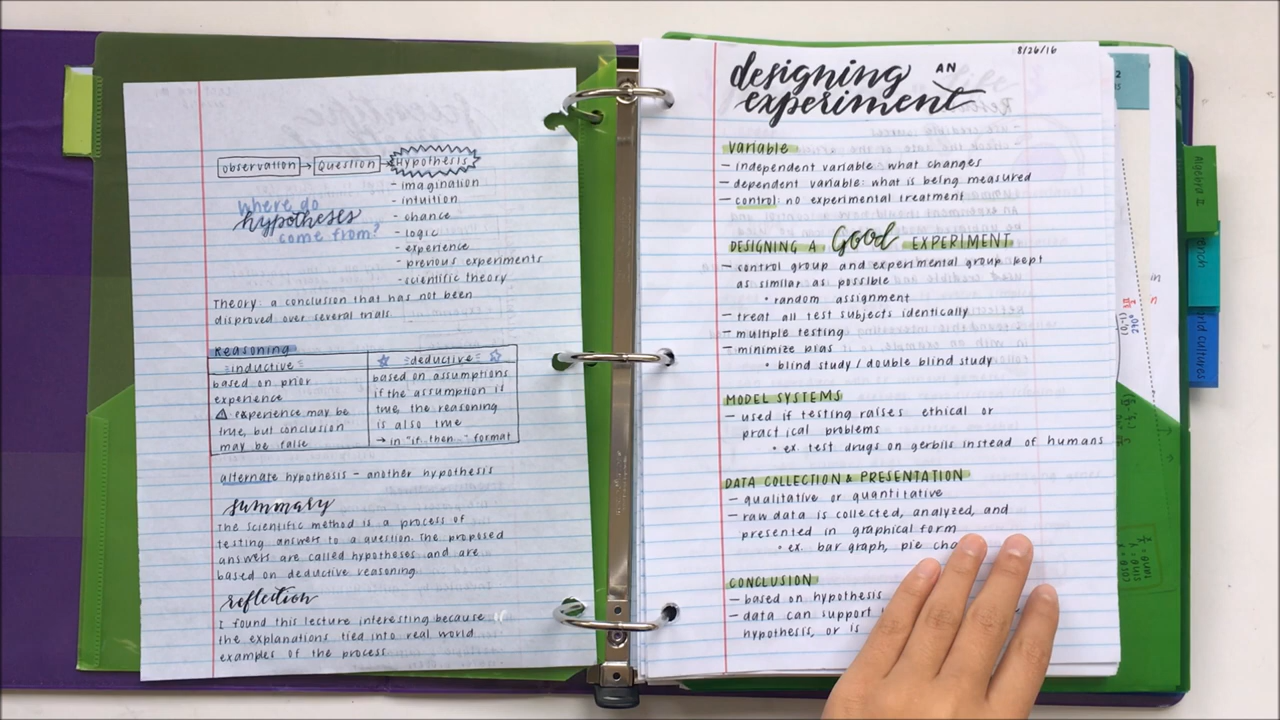 observation → Question → Hypothesis
- imagination
- intuition
- chance
- logic
- experience
- previous experiments
- scientific theory
where do
hypotheses
come from?
Theory: a conclusion that has not been
disproved over several trials.
Reasoning
inductive
based on prior
experience
⚠ experience may be
true, but conclusion
may be false
☆ deductive ☆
based on assumptions
if the assumption is
true, the reasoning
is also true
→ in "if...then..." format
alternate hypothesis - another hypothesis
summary
The scientific method is a process of
testing answers to a question. The proposed
answers are called hypotheses and are
based on deductive reasoning.
reflection
I found this lecture interesting because
the explanations tied into real world
examples of the process.
8/26/16
designing AN
experiment
variable
- independent variable: what changes
- dependent variable: what is being measured
- control: no experimental treatment
DESIGNING A Good EXPERIMENT
- control group and experimental group kept
as similar as possible
• random assignment
- treat all test subjects identically
- multiple testing
- minimize bias
• blind study / double blind study
MODEL SYSTEMS
- used if testing raises ethical or
practical problems
• ex. test drugs on gerbils instead of humans
DATA COLLECTION & PRESENTATION
- qualitative or quantitative
- raw data is collected, analyzed, and
presented in graphical form
• ex. bar graph, pie cha
CONCLUSION
- based on hypothesis
- data can support
hypothesis, or is
Algebra II
ench
rld Cultures